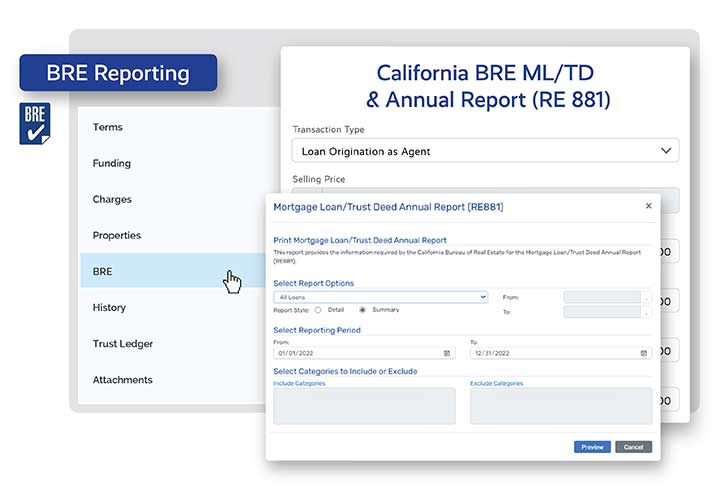 BRE Reporting
BRE
Terms
Funding
Charges
Properties
BRE
History
Trust Ledger
Attachments
California BRE ML/TD
& Annual Report (RE 881)
Transaction Type
Loan Origination as Agent
Selling Price
00
00
00
00
Mortgage Loan/Trust Deed Annual Report (RE881)
Print Mortgage Loan/Trust Deed Annual Report
This report provides the information required by the California Bureau of Real Estate for the Mortgage Loan/Trust Deed Annual Report
(RE881).
Select Report Options
All Loans
From:
...
Report Style: Detail Summary
To:
...
Select Reporting Period
From: To:
01/01/2022 12/31/2022
Select Categories to Include or Exclude
Include Categories Exclude Categories
Preview Cancel